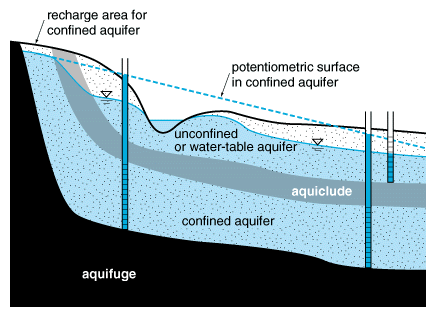 recharge area for
confined aquifer
potentiometric surface
in confined aquifer
unconfined
or water-table aquifer
aquiclude
confined aquifer
aquifuge